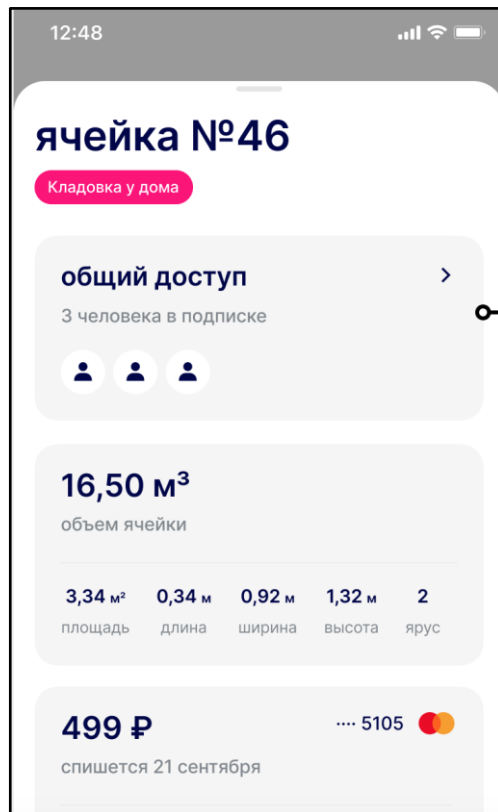 12:48
ячейка №46
Кладовка у дома
общий доступ
3 человека в подписке
16,50 м³
объем ячейки
3,34 м² 0,34 м 0,92 м 1,32 м 2
площадь длина ширина высота ярус
499 ₽ ···· 5105
спишется 21 сентября